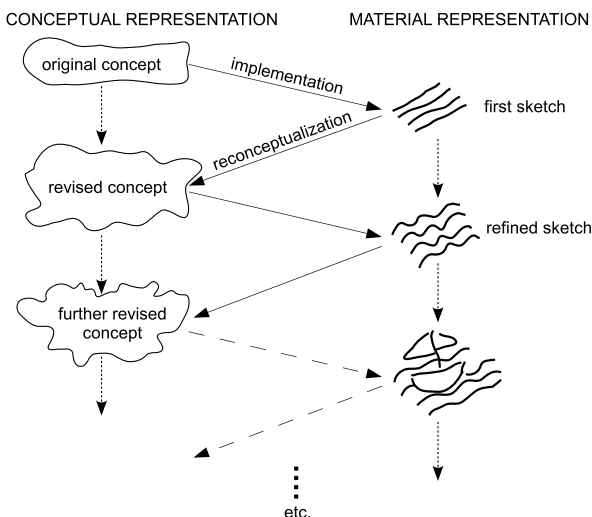 CONCEPTUAL REPRESENTATION
MATERIAL REPRESENTATION
original concept
implementation
first sketch
reconceptualization
revised concept
refined sketch
further revised
concept
etc.